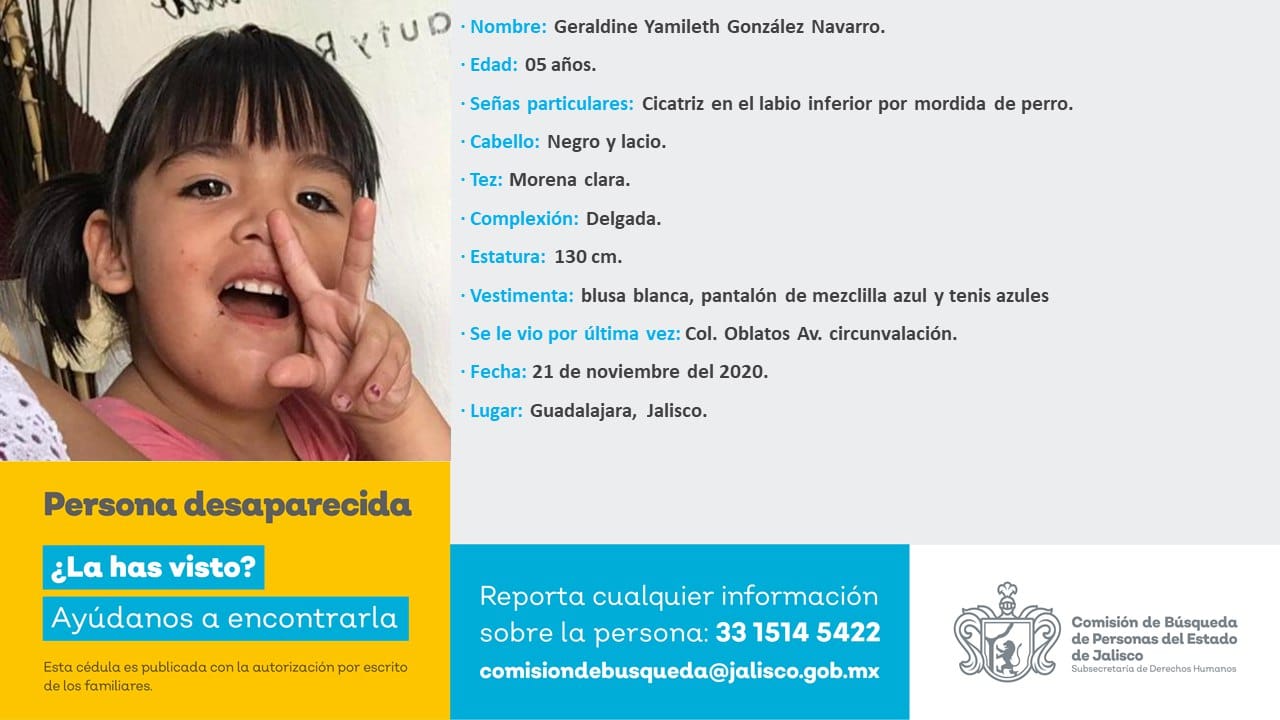 · Nombre: Geraldine Yamileth González Navarro.
· Edad: 05 años.
· Señas particulares: Cicatriz en el labio inferior por mordida de perro.
· Cabello: Negro y lacio.
· Tez: Morena clara.
· Complexión: Delgada.
· Estatura: 130 cm.
· Vestimenta: blusa blanca, pantalón de mezclilla azul y tenis azules
· Se le vio por última vez: Col. Oblatos Av. circunvalación.
· Fecha: 21 de noviembre del 2020.
· Lugar: Guadalajara, Jalisco.
Persona desaparecida
¿La has visto?
Ayúdanos a encontrarla
Esta cédula es publicada con la autorización por escrito
de los familiares.
Reporta cualquier información
sobre la persona: 33 1514 5422
comisiondebusqueda@jalisco.gob.mx
Comisión de Búsqueda
de Personas del Estado
de Jalisco
Subsecretaría de Derechos Humanos